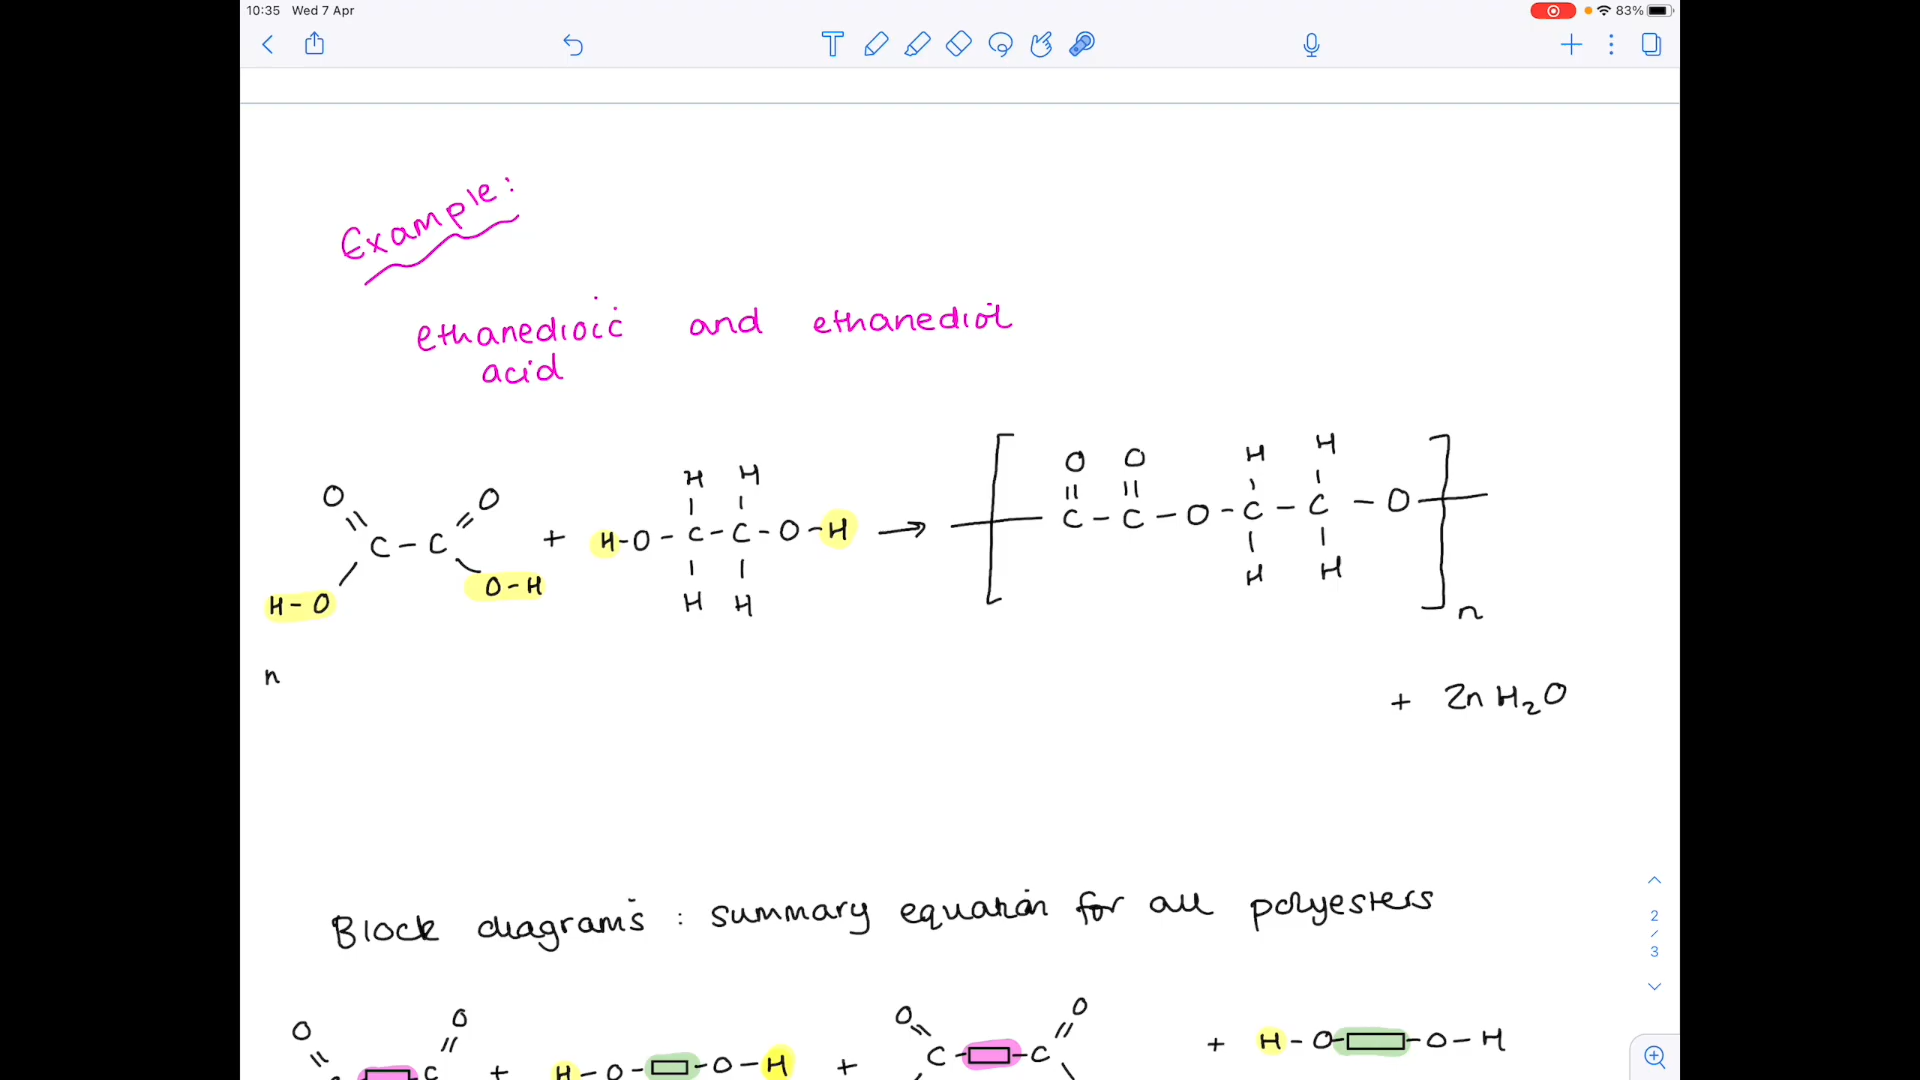 10:35 Wed 7 Apr
83%
Example:
ethanedioic and ethanediol
acid
O O
C - C
H - O O - H
+
H H
H - O - C - C - O - H
H H
→
O O H H
C - C - O - C - C - O
H H
n
n
+ 2n H₂O
Block diagrams : summary equation for all polyesters
2
/
3
O O O O
C + H - O - - O - H + C - - C + H - O - - O - H